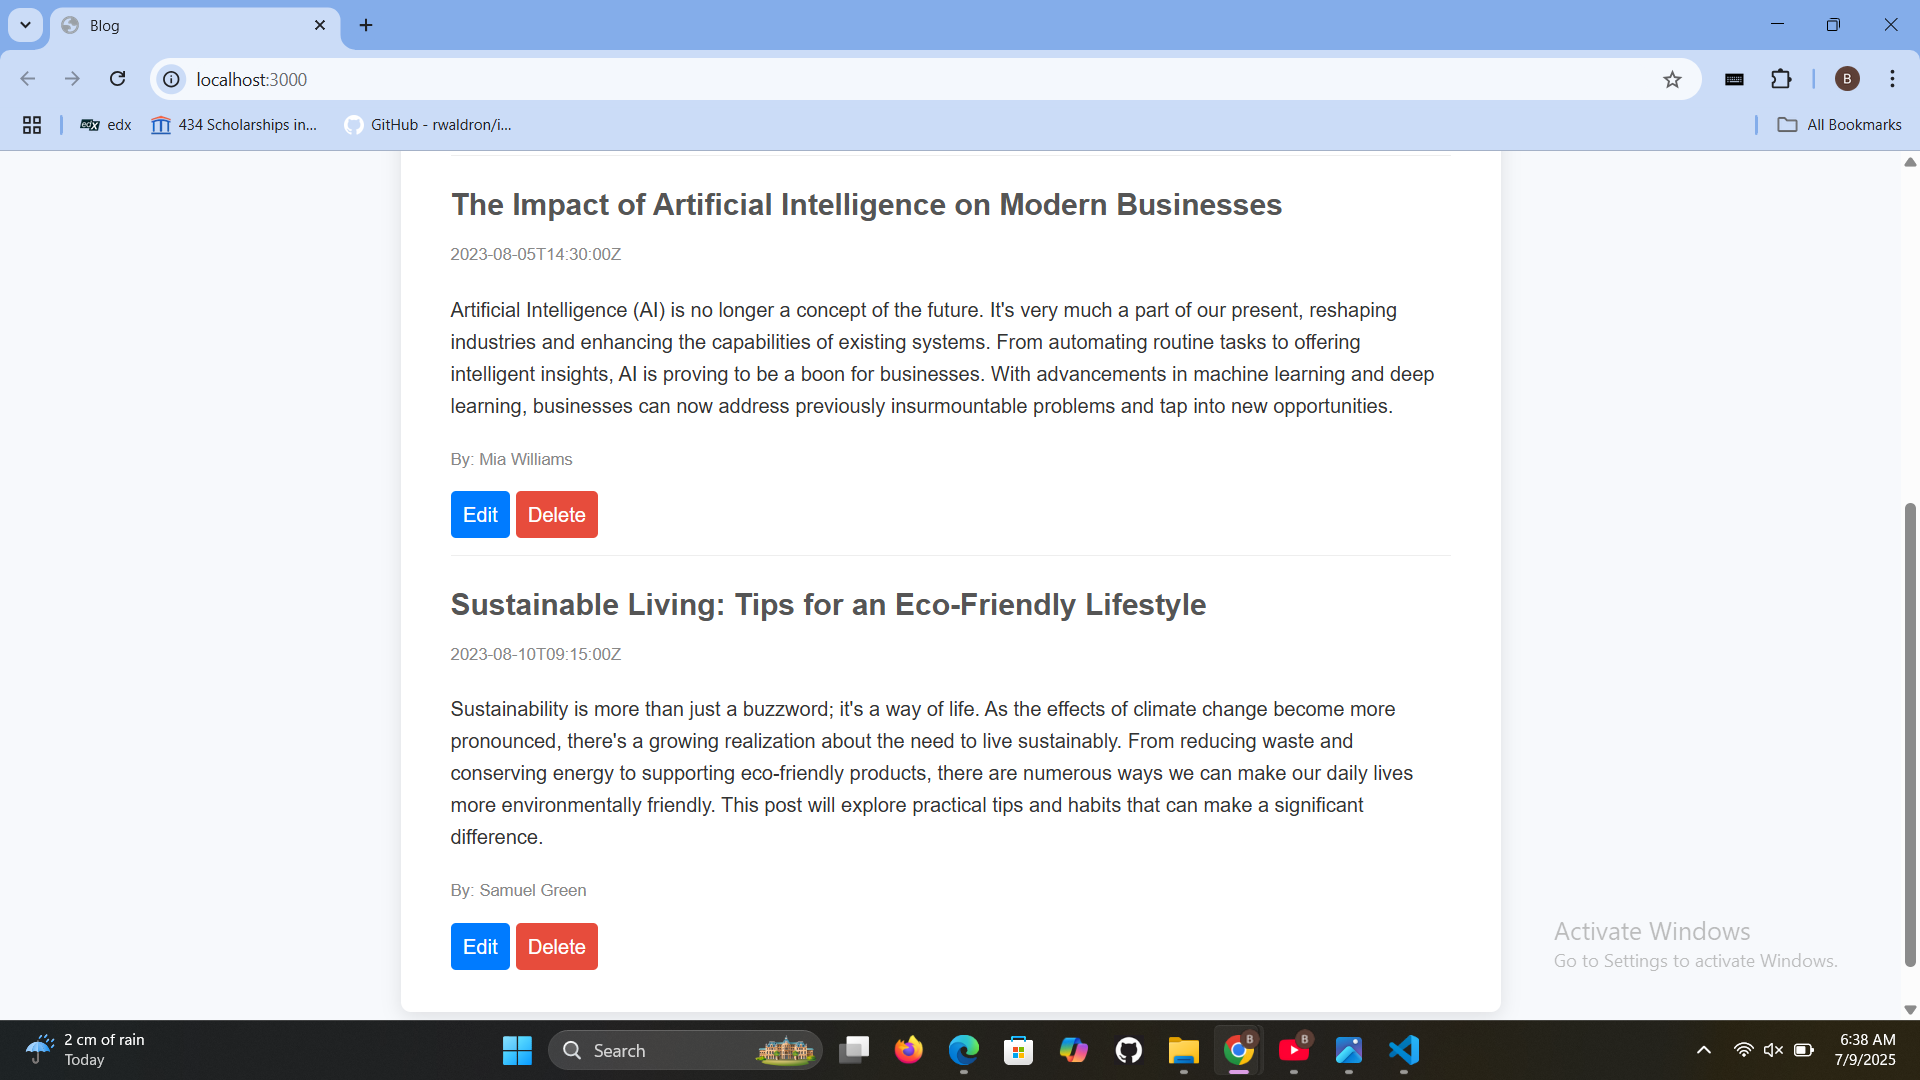 Blog
localhost:3000
B
edx
434 Scholarships in...
GitHub - rwaldron/i...
All Bookmarks
The Impact of Artificial Intelligence on Modern Businesses
2023-08-05T14:30:00Z
Artificial Intelligence (AI) is no longer a concept of the future. It's very much a part of our present, reshaping
industries and enhancing the capabilities of existing systems. From automating routine tasks to offering
intelligent insights, AI is proving to be a boon for businesses. With advancements in machine learning and deep
learning, businesses can now address previously insurmountable problems and tap into new opportunities.
By: Mia Williams
Edit Delete
Sustainable Living: Tips for an Eco-Friendly Lifestyle
2023-08-10T09:15:00Z
Sustainability is more than just a buzzword; it's a way of life. As the effects of climate change become more
pronounced, there's a growing realization about the need to live sustainably. From reducing waste and
conserving energy to supporting eco-friendly products, there are numerous ways we can make our daily lives
more environmentally friendly. This post will explore practical tips and habits that can make a significant
difference.
By: Samuel Green
Edit Delete
Activate Windows
Go to Settings to activate Windows.
2 cm of rain
Today
Search
B
B
6:38 AM
7/9/2025